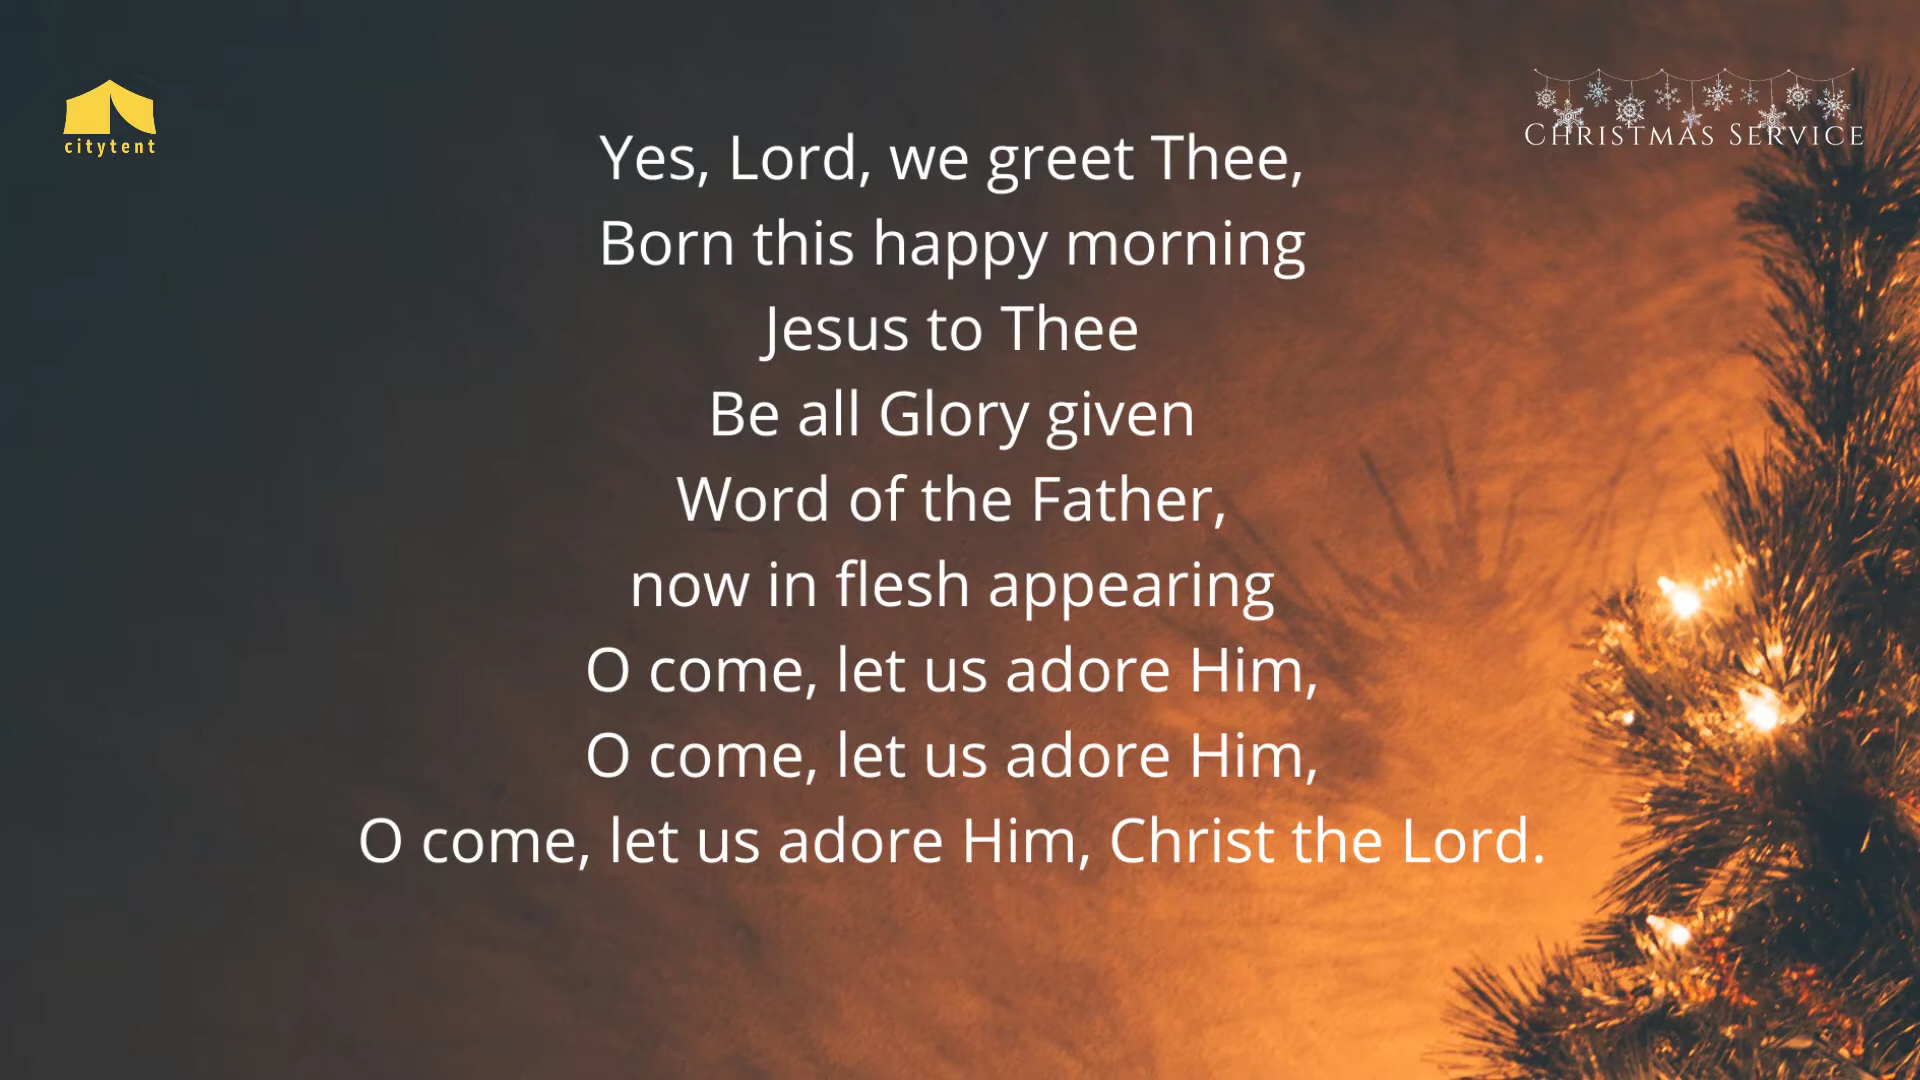 citytent
Christmas Service
Yes, Lord, we greet Thee,
Born this happy morning
Jesus to Thee
Be all Glory given
Word of the Father,
now in flesh appearing
O come, let us adore Him,
O come, let us adore Him,
O come, let us adore Him, Christ the Lord.